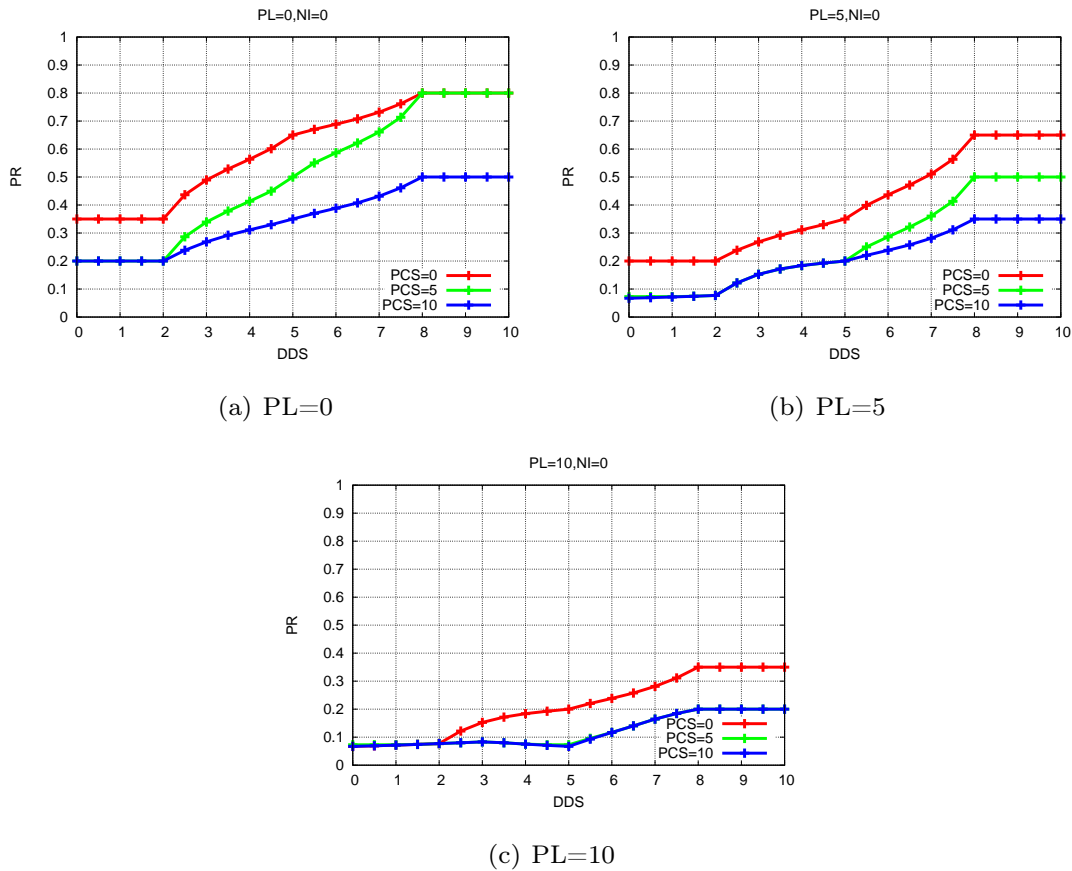 PL=0,NI=0
1
0.9
0.8
0.7
0.6
0.5
0.4
0.3
0.2
0.1
0
PR
PCS=0
PCS=5
PCS=10
0 1 2 3 4 5 6 7 8 9 10
DDS
(a) PL=0
PL=5,NI=0
1
0.9
0.8
0.7
0.6
0.5
0.4
0.3
0.2
0.1
0
PR
PCS=0
PCS=5
PCS=10
0 1 2 3 4 5 6 7 8 9 10
DDS
(b) PL=5
PL=10,NI=0
1
0.9
0.8
0.7
0.6
0.5
0.4
0.3
0.2
0.1
0
PR
PCS=0
PCS=5
PCS=10
0 1 2 3 4 5 6 7 8 9 10
DDS
(c) PL=10